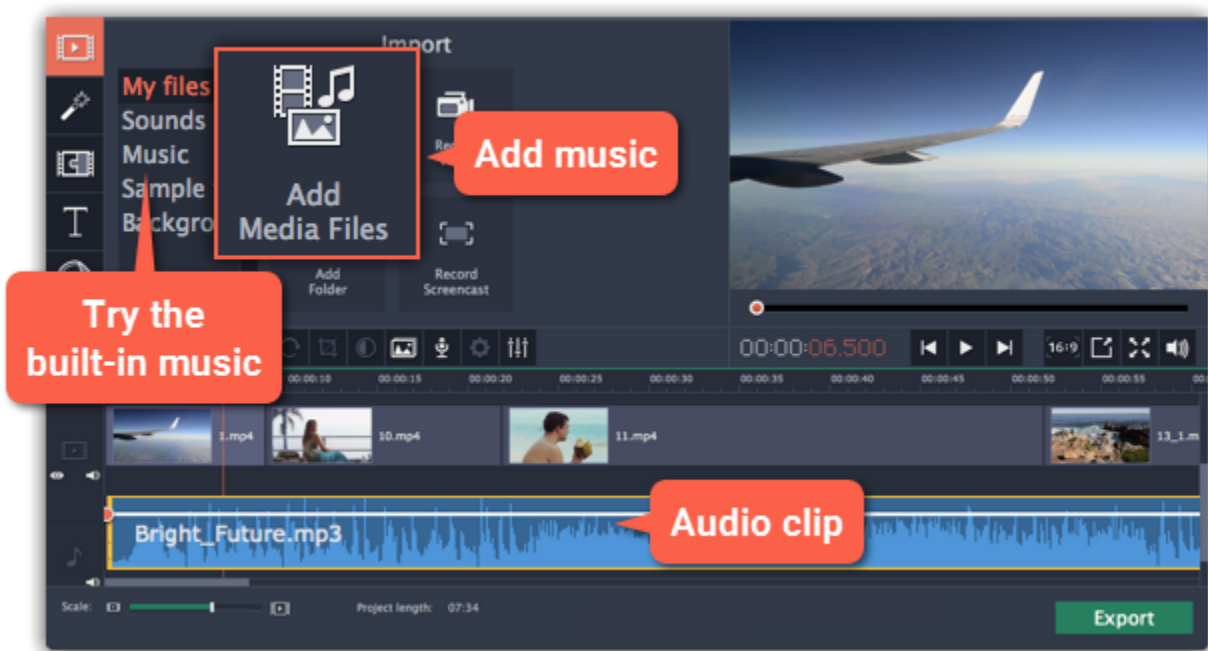 Import
My files
Sounds
Music
Sample
Backgro
Add
Media Files
Add music
Add
Folder
Record
Screencast
Try the
built-in music
00:00:06.500
16:9
00:00:10 00:00:15 00:00:20 00:00:25 00:00:30 00:00:35 00:00:40 00:00:45 00:00:50 00:00:55
1.mp4
10.mp4
11.mp4
13_1.m
Bright_Future.mp3
Audio clip
Scale:
Project length: 07:34
Export